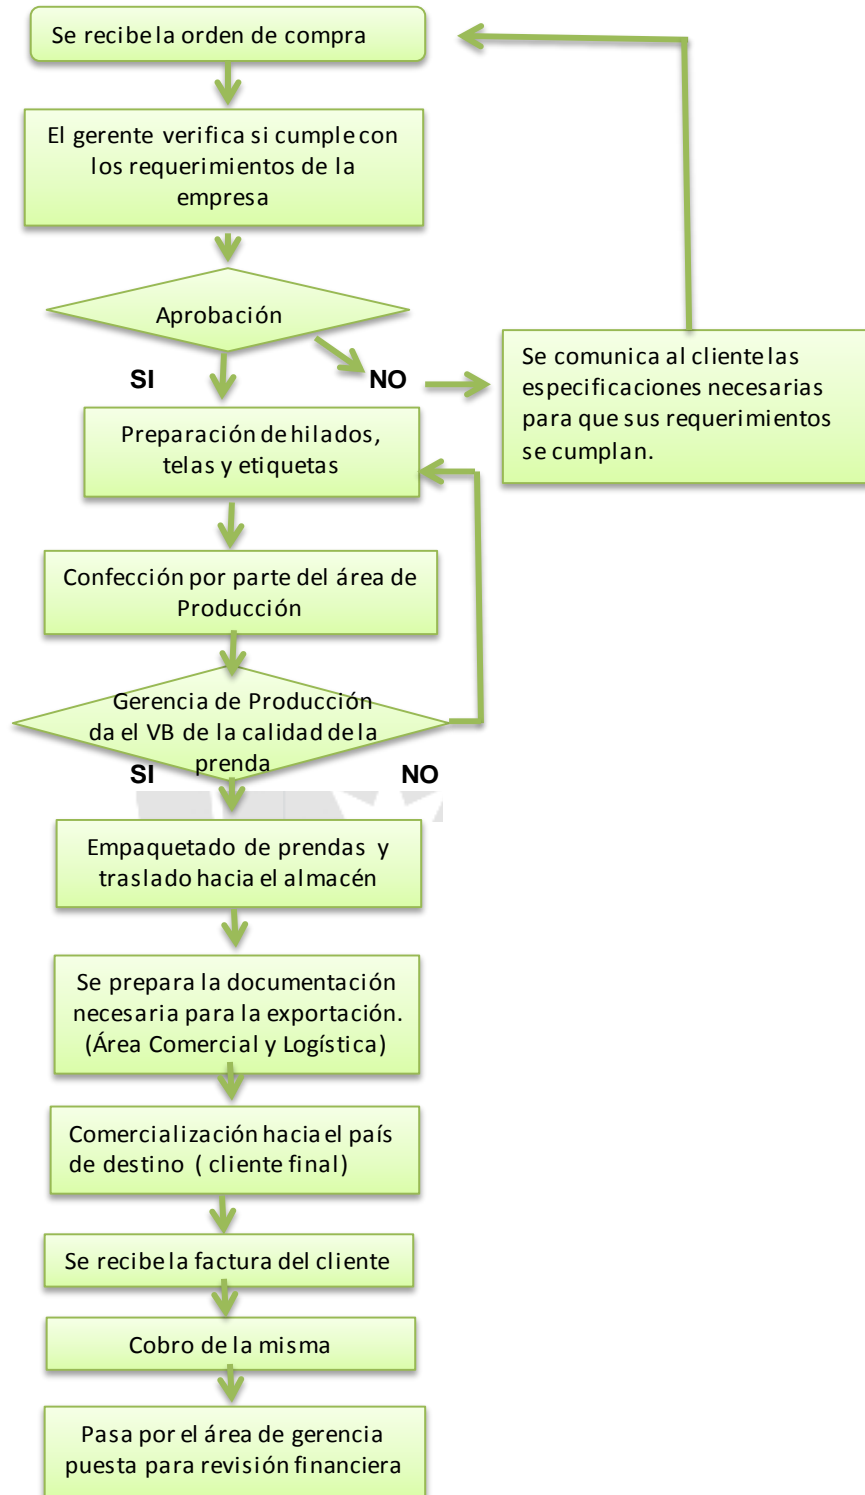 Se recibe la orden de compra
El gerente verifica si cumple con
los requerimientos de la
empresa
Aprobación
SI
NO
Se comunica al cliente las
especificaciones necesarias
para que sus requerimientos
se cumplan.
Preparación de hilados,
telas y etiquetas
Confección por parte del área de
Producción
Gerencia de Producción
da el VB de la calidad de la
prenda
SI
NO
Empaquetado de prendas y
traslado hacia el almacén
Se prepara la documentación
necesaria para la exportación.
(Área Comercial y Logística)
Comercialización hacia el país
de destino ( cliente final)
Se recibe la factura del cliente
Cobro de la misma
Pasa por el área de gerencia
puesta para revisión financiera